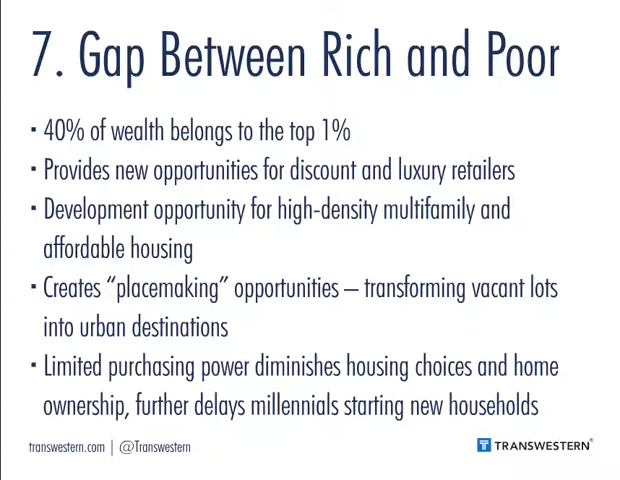 7. Gap Between Rich and Poor
▪ 40% of wealth belongs to the top 1%
▪ Provides new opportunities for discount and luxury retailers
▪ Development opportunity for high-density multifamily and
affordable housing
▪ Creates “placemaking” opportunities – transforming vacant lots
into urban destinations
▪ Limited purchasing power diminishes housing choices and home
ownership, further delays millennials starting new households
transwestern.com | @Transwestern
TRANSWESTERN®